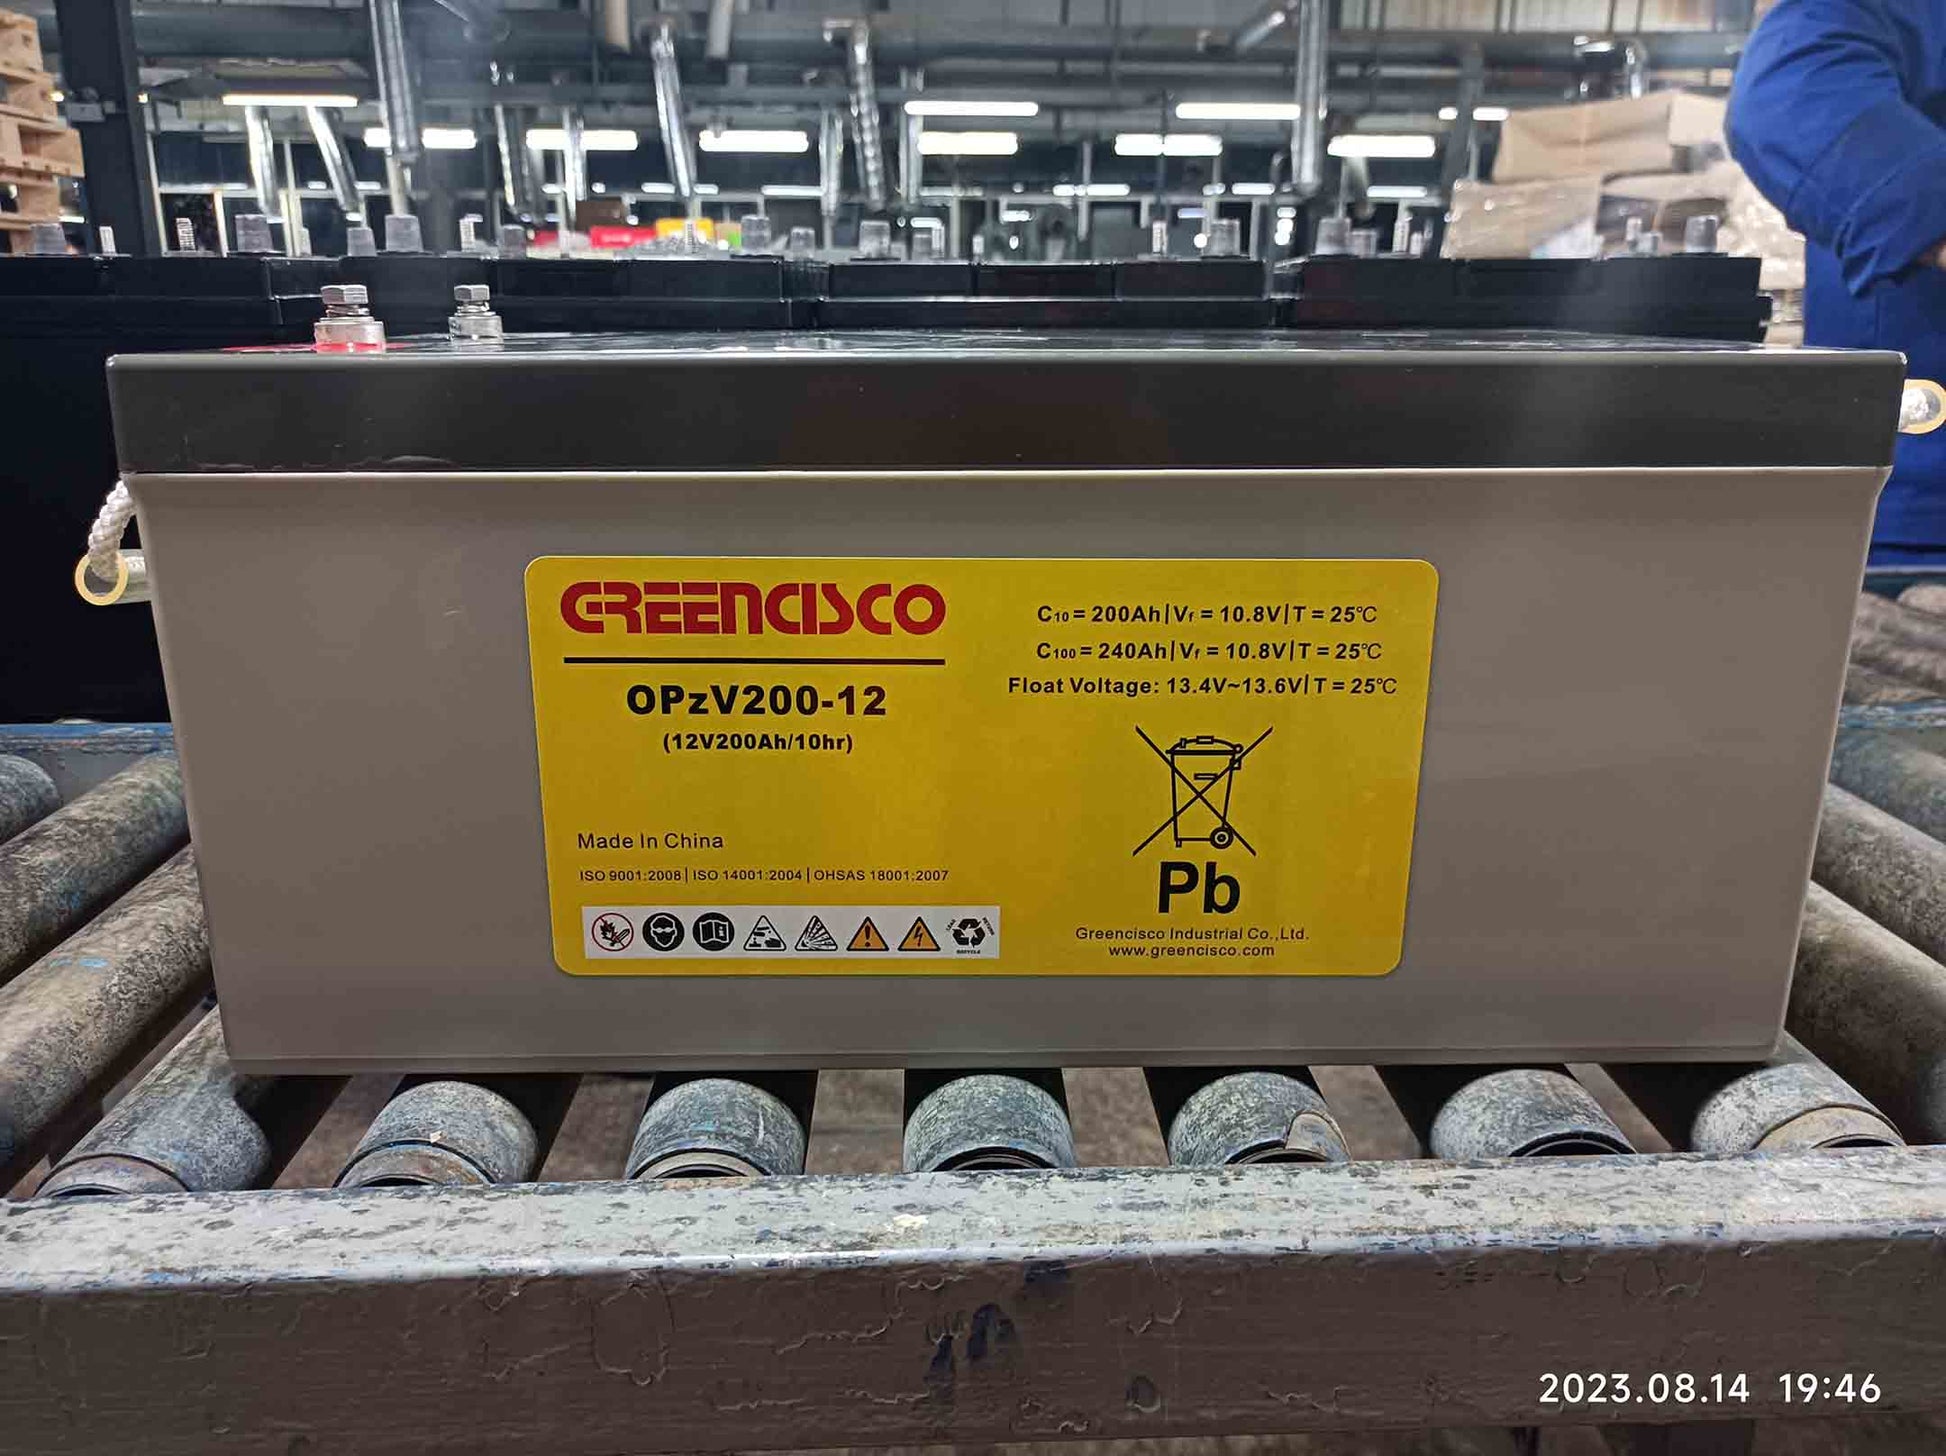 GREENCISCO
OPzV200-12
(12V200Ah/10hr)
Made In China
ISO 9001:2008| ISO 14001:2004 | OHSAS 18001:2007
C10 = 200Ah|Vf = 10.8V|T = 25℃
C100 = 240Ah|Vf = 10.8V|T = 25℃
Float Voltage: 13.4V~13.6V|T = 25℃
Pb
Greencisco Industrial Co.,Ltd.
www.greencisco.com
2023.08.14 19:46